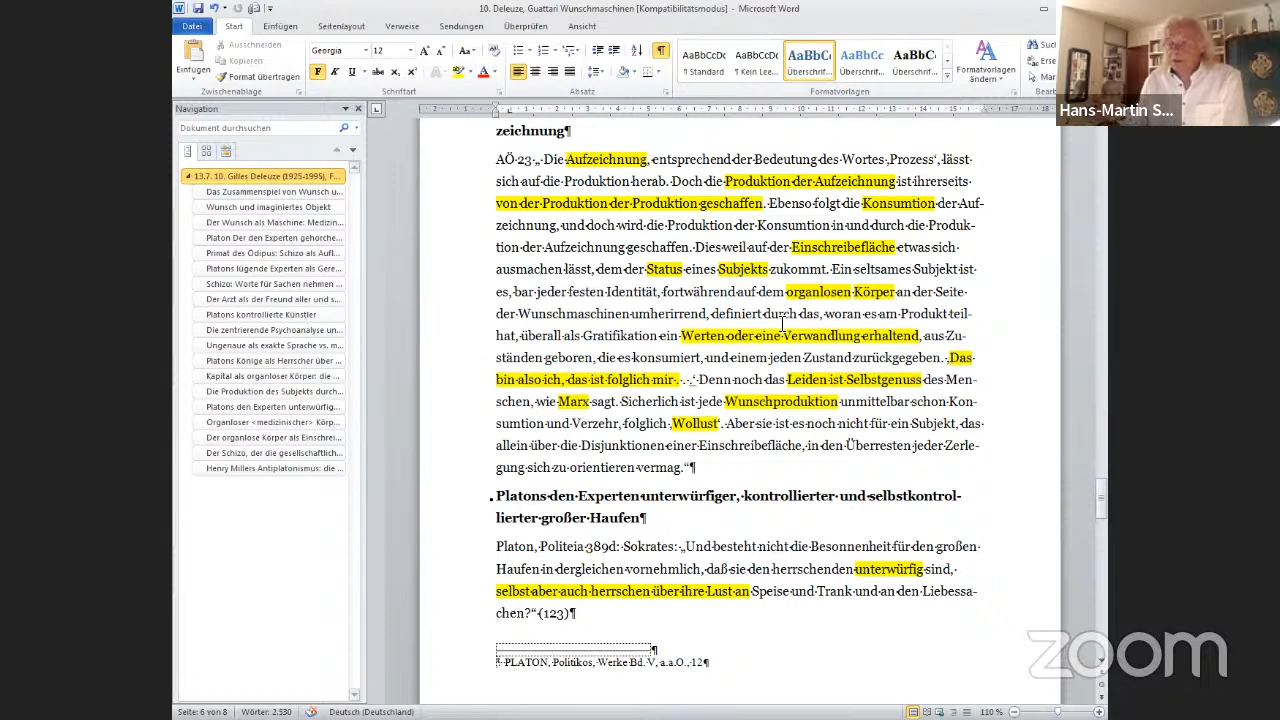 10. Deleuze, Guattari Wunschmaschinen [Kompatibilitätsmodus] - Microsoft Word
Datei Start Einfügen Seitenlayout Verweise Sendungen Überprüfen Ansicht
Einfügen
Ausschneiden
Kopieren
Format übertragen
Zwischenablage
Georgia 12
F K U abc x₂ x²
Schriftart
Absatz
AaBbCcDc AaBbCcDc AaBbCc AaBbCc AaBbCc
¶ Standard ¶ Kein Lee... Überschrif... Überschrif... Überschrif...
Formatvorlagen
Formatvorlagen ändern
Suc
Erse
Mar
Bearbe
Hans-Martin S...
Navigation
Dokument durchsuchen
13.7. 10. Gilles Deleuze (1925-1995), F...
Das Zusammenspiel von Wunsch u...
Wunsch und imaginiertes Objekt
Der Wunsch als Maschine: Medizin...
Platon Der den Experten gehorche...
Primat des Ödipus: Schizo als Aufl...
Platons lügende Experten als Gere...
Schizo: Worte für Sachen nehmen ...
Der Arzt als der Freund aller und s...
Platons kontrollierte Künstler
Die zentrierende Psychoanalyse un...
Ungenaue als exakte Sprache vs. m...
Platons Könige als Herrscher über ...
Kapital als organloser Körper: die ...
Die Produktion des Subjekts durch...
Platons den Experten unterwürfig...
Organloser <medizinischer> Körp...
Der organlose Körper als Einschrei...
Der Schizo, der die gesellschaftlich...
Henry Millers Antiplatonismus: die ...
zeichnung¶
AÖ 23 „ Die Aufzeichnung, entsprechend der Bedeutung des Wortes ‚Prozess‘, lässt
sich auf die Produktion herab. Doch die Produktion der Aufzeichnung ist ihrerseits
von der Produktion der Produktion geschaffen. Ebenso folgt die Konsumtion der Auf-
zeichnung, und doch wird die Produktion der Konsumtion in und durch die Produk-
tion der Aufzeichnung geschaffen. Dies weil auf der Einschreibefläche etwas sich
ausmachen lässt, dem der Status eines Subjekts zukommt. Ein seltsames Subjekt ist
es, bar jeder festen Identität, fortwährend auf dem organlosen Körper an der Seite
der Wunschmaschinen umherirrend, definiert durch das, woran es am Produkt teil-
hat, überall als Gratifikation ein Werten oder eine Verwandlung erhaltend, aus Zu-
ständen geboren, die es konsumiert, und einem jeden Zustand zurückgegeben. ‚Das
bin also ich, das ist folglich mir . . .‘ Denn noch das Leiden ist Selbstgenuss des Men-
schen, wie Marx sagt. Sicherlich ist jede Wunschproduktion unmittelbar schon Kon-
sumtion und Verzehr, folglich ‚Wollust‘. Aber sie ist es noch nicht für ein Subjekt, das
allein über die Disjunktionen einer Einschreibefläche, in den Überresten jeder Zerle-
gung sich zu orientieren vermag.“¶
Platons den Experten unterwürfiger, kontrollierter und selbstkontrol-
lierter großer Haufen¶
Platon, Politeia 389d: Sokrates: „Und besteht nicht die Besonnenheit für den großen
Haufen in dergleichen vornehmlich, daß sie den herrschenden unterwürfig sind,
selbst aber auch herrschen über ihre Lust an Speise und Trank und an den Liebessa-
chen?“ (123)¶
¶
PLATON, Politikos, Werke Bd. V, a.a.O., 12¶
zoom
Seite: 6 von 8 Wörter: 2.530 Deutsch (Deutschland) 110 %